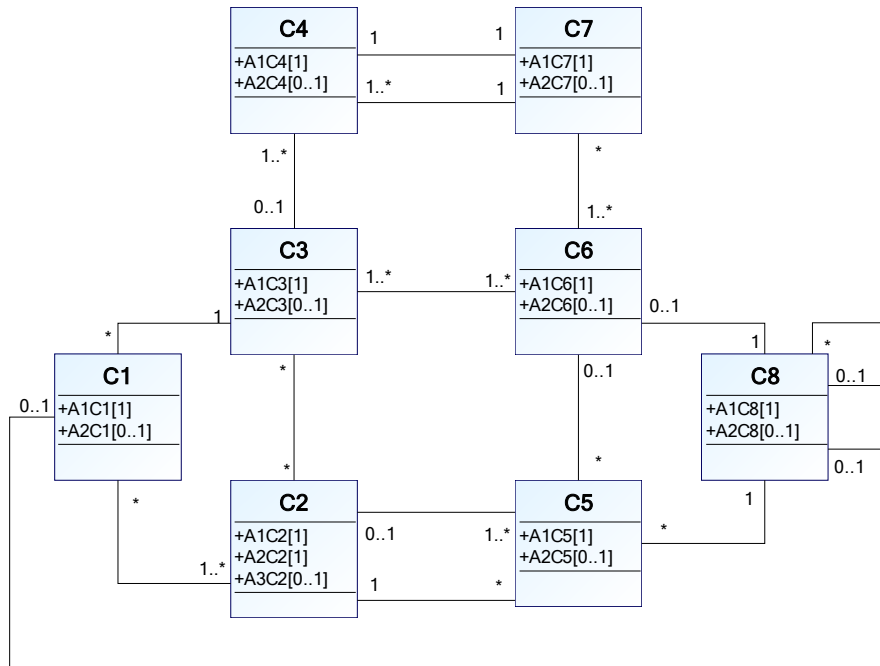 C4
+A1C4[1]
+A2C4[0..1]
1
1
C7
+A1C7[1]
+A2C7[0..1]
1..*
1
1..*
0..1
*
1..*
C3
+A1C3[1]
+A2C3[0..1]
1..*
1..*
C6
+A1C6[1]
+A2C6[0..1]
0..1
1
1
*
*
0..1
*
C1
+A1C1[1]
+A2C1[0..1]
0..1
C8
+A1C8[1]
+A2C8[0..1]
0..1
0..1
*
*
*
1..*
C2
+A1C2[1]
+A2C2[1]
+A3C2[0..1]
0..1
1..*
1
*
C5
+A1C5[1]
+A2C5[0..1]
*
1